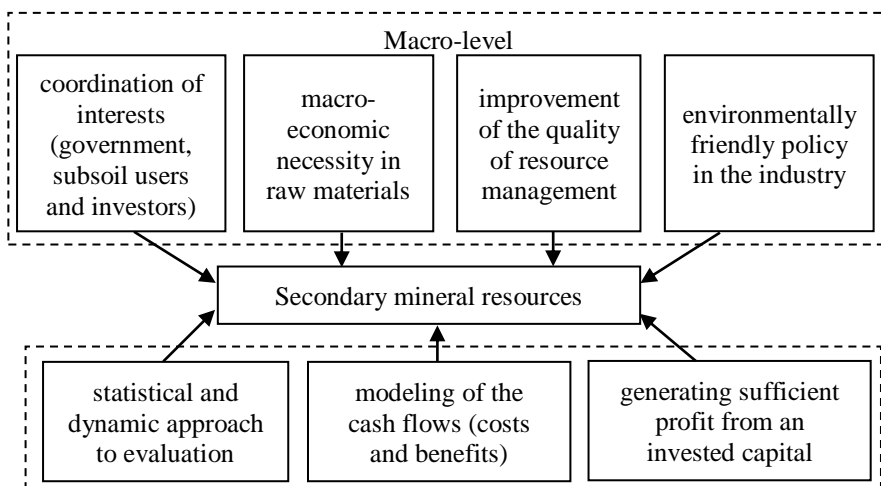 Macro-level
coordination of
interests
(government,
subsoil users
and investors)
macro-
economic
necessity in
raw materials
improvement
of the quality
of resource
management
environmentally
friendly policy
in the industry
Secondary mineral resources
statistical and
dynamic approach
to evaluation
modeling of the
cash flows (costs
and benefits)
generating sufficient
profit from an
invested capital